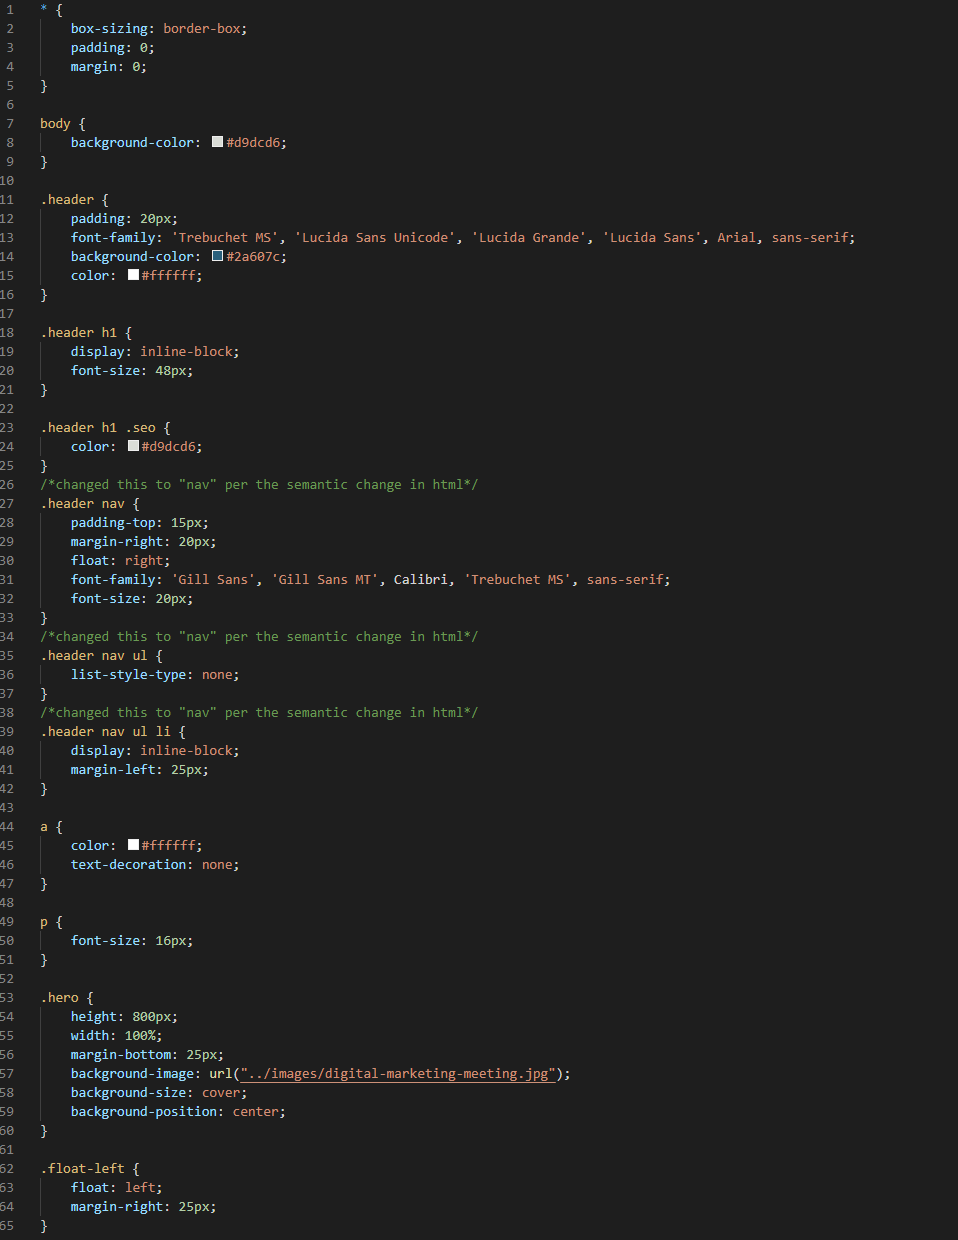 1 * {
2 box-sizing: border-box;
3 padding: 0;
4 margin: 0;
5 }
6
7 body {
8 background-color: #d9dcd6;
9 }
10
11 .header {
12 padding: 20px;
13 font-family: 'Trebuchet MS', 'Lucida Sans Unicode', 'Lucida Grande', 'Lucida Sans', Arial, sans-serif;
14 background-color: #2a607c;
15 color: #ffffff;
16 }
17
18 .header h1 {
19 display: inline-block;
20 font-size: 48px;
21 }
22
23 .header h1 .seo {
24 color: #d9dcd6;
25 }
26 /*changed this to "nav" per the semantic change in html*/
27 .header nav {
28 padding-top: 15px;
29 margin-right: 20px;
30 float: right;
31 font-family: 'Gill Sans', 'Gill Sans MT', Calibri, 'Trebuchet MS', sans-serif;
32 font-size: 20px;
33 }
34 /*changed this to "nav" per the semantic change in html*/
35 .header nav ul {
36 list-style-type: none;
37 }
38 /*changed this to "nav" per the semantic change in html*/
39 .header nav ul li {
40 display: inline-block;
41 margin-left: 25px;
42 }
43
44 a {
45 color: #ffffff;
46 text-decoration: none;
47 }
48
49 p {
50 font-size: 16px;
51 }
52
53 .hero {
54 height: 800px;
55 width: 100%;
56 margin-bottom: 25px;
57 background-image: url("../images/digital-marketing-meeting.jpg");
58 background-size: cover;
59 background-position: center;
60 }
61
62 .float-left {
63 float: left;
64 margin-right: 25px;
65 }